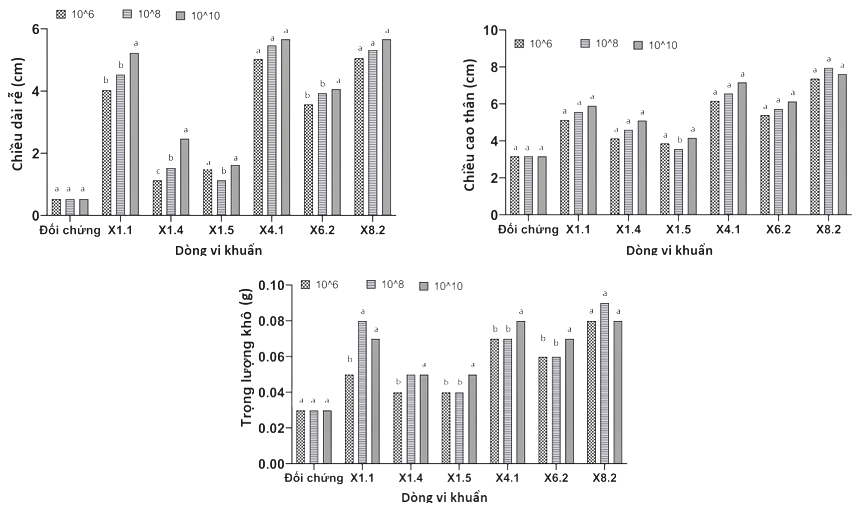 10^6 10^8 10^10
Chiều dài rễ (cm)
6
4
2
0
a a a b b a c b a a b a a a a b a a a a a
Đối chứng X1.1 X1.4 X1.5 X4.1 X6.2 X8.2
Dòng vi khuẩn
10^6 10^8 10^10
Chiều cao thân (cm)
10
8
6
4
2
0
a a a a a a a a a a b a a a a a a a a a a
Đối chứng X1.1 X1.4 X1.5 X4.1 X6.2 X8.2
Dòng vi khuẩn
10^6 10^8 10^10
Trọng lượng khô (g)
0.10
0.08
0.06
0.04
0.02
0.00
a a a b a a b a b b a b b a b b a a a a
Đối chứng X1.1 X1.4 X1.5 X4.1 X6.2 X8.2
Dòng vi khuẩn